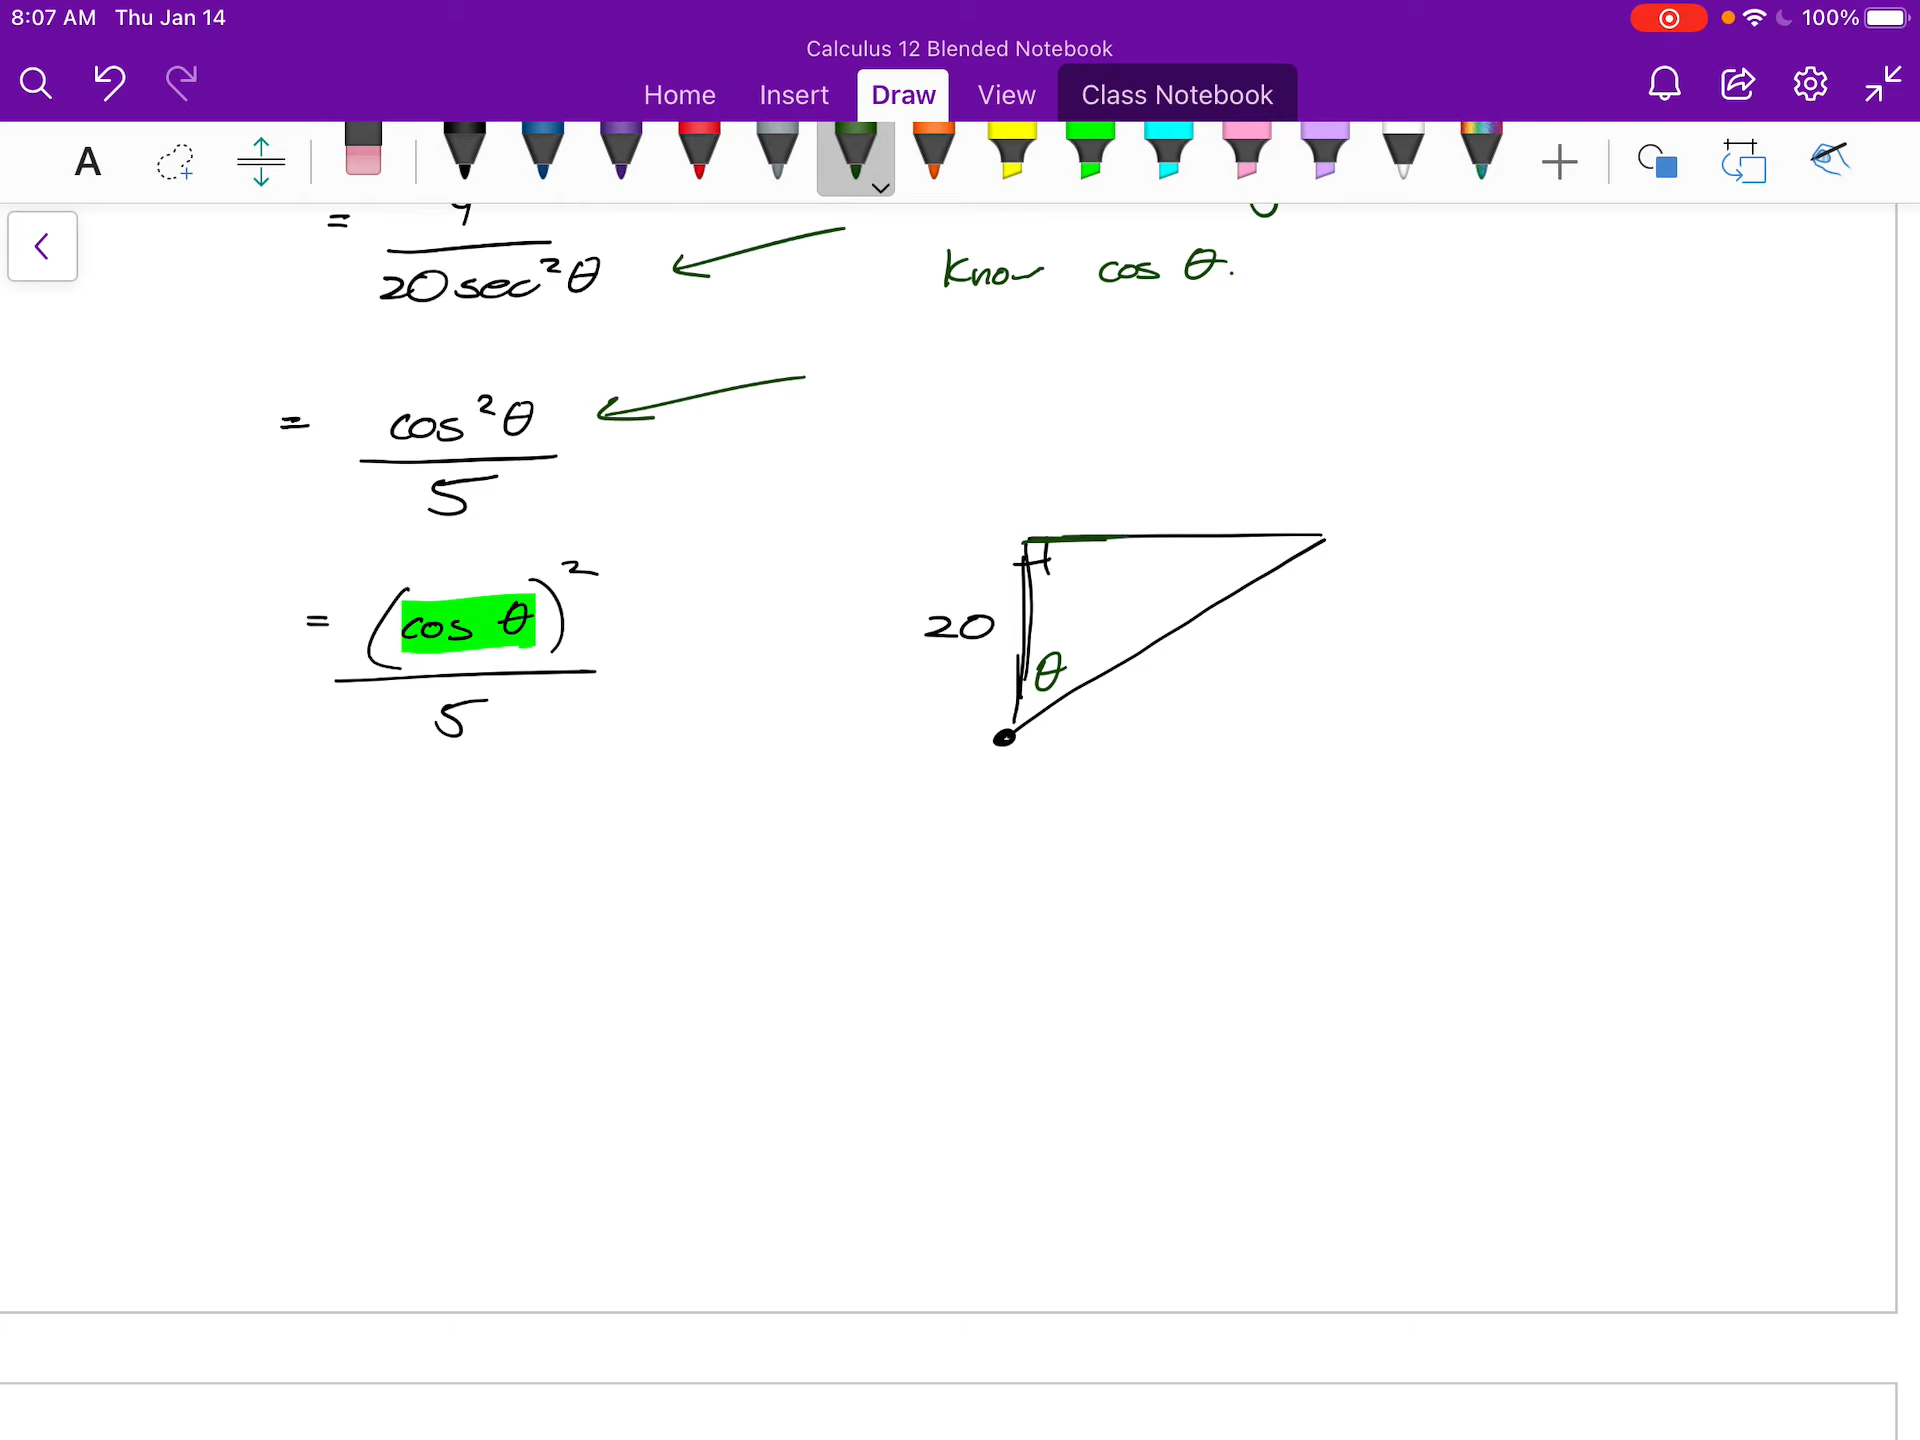 8:07 AM Thu Jan 14
100%
Calculus 12 Blended Notebook
Home Insert Draw View Class Notebook
A
=
20sec²θ
Know cos θ.
= cos²θ
5
= (cos θ)²
5
20
θ